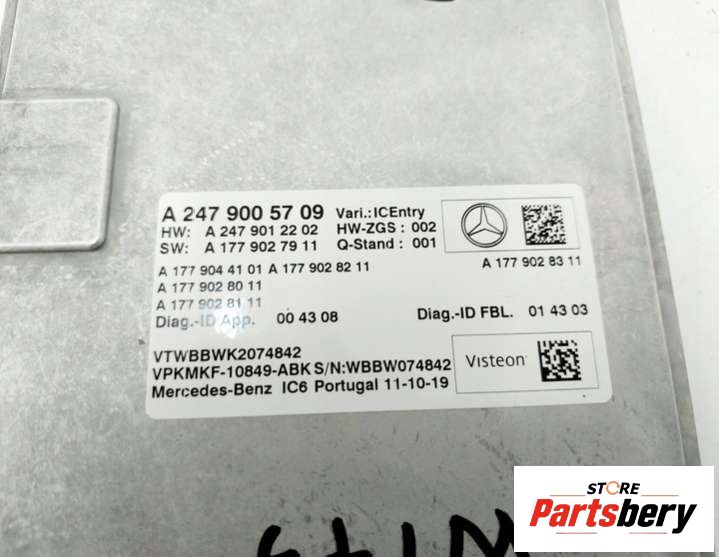 A 247 900 57 09 Vari.:ICEntry
HW: A 247 901 22 02 HW-ZGS : 002
SW: A 177 902 79 11 Q-Stand : 001
A 177 904 41 01 A 177 902 82 11 A 177 902 83 11
A 177 902 80 11
A 177 902 81 11
Diag.-ID App. 00 43 08 Diag.-ID FBL. 01 43 03
VTWBBWK2074842
VPKMKF-10849-ABK S/N:WBBW074842
Mercedes-Benz IC6 Portugal 11-10-19
Visteon
STORE
Partsbery